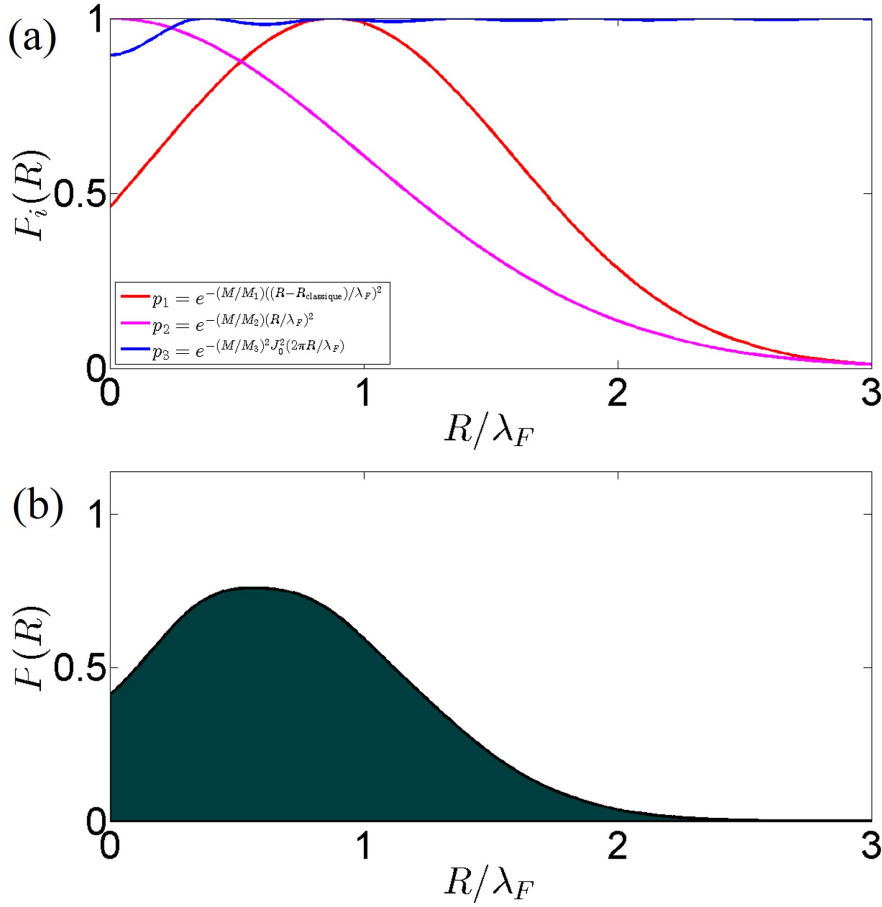 (a)
1
0.5
0
P_i(R)
p_1 = e^{-(M/M_1)((R-R_{classique})/λ_F)^2}
p_2 = e^{-(M/M_2)(R/λ_F)^2}
p_3 = e^{-(M/M_3)^2 J_0^2(2πR/λ_F)}
0 1 2 3
R/λ_F
(b)
1
0.5
0
P(R)
0 1 2 3
R/λ_F